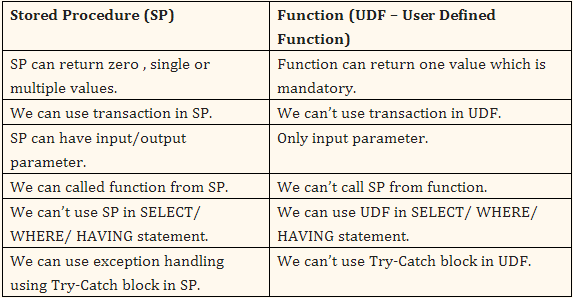 Stored Procedure (SP)
Function (UDF – User Defined
Function)
SP can return zero , single or
multiple values.
Function can return one value which is
mandatory.
We can use transaction in SP.
We can’t use transaction in UDF.
SP can have input/output
parameter.
Only input parameter.
We can called function from SP.
We can’t call SP from function.
We can’t use SP in SELECT/
WHERE/ HAVING statement.
We can use UDF in SELECT/ WHERE/
HAVING statement.
We can use exception handling
using Try-Catch block in SP.
We can’t use Try-Catch block in UDF.